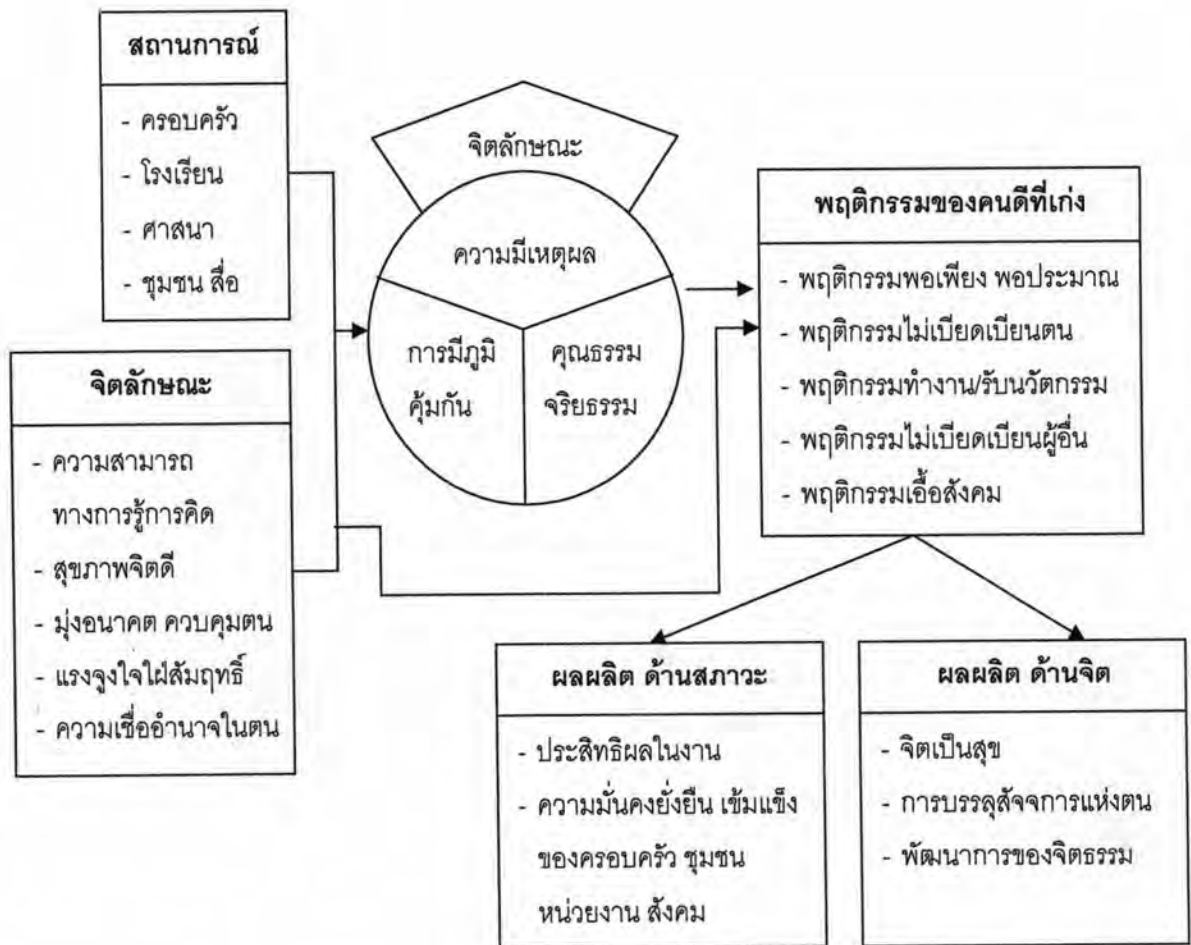 สถานการณ์
- ครอบครัว
- โรงเรียน
- ศาสนา
- ชุมชน สื่อ
จิตลักษณะ
- ความสามารถ
ทางการรู้การคิด
- สุขภาพจิตดี
- มุ่งอนาคต ควบคุมตน
- แรงจูงใจใฝ่สัมฤทธิ์
- ความเชื่ออำนาจในตน
จิตลักษณะ
ความมีเหตุผล
การมีภูมิ
คุ้มกัน
คุณธรรม
จริยธรรม
พฤติกรรมของคนดีที่เก่ง
- พฤติกรรมพอเพียง พอประมาณ
- พฤติกรรมไม่เบียดเบียนตน
- พฤติกรรมทำงาน/รับนวัตกรรม
- พฤติกรรมไม่เบียดเบียนผู้อื่น
- พฤติกรรมเอื้อสังคม
ผลผลิต ด้านสภาวะ
- ประสิทธิผลในงาน
- ความมั่นคงยั่งยืน เข้มแข็ง
ของครอบครัว ชุมชน
หน่วยงาน สังคม
ผลผลิต ด้านจิต
- จิตเป็นสุข
- การบรรลุสัจจการแห่งตน
- พัฒนาการของจิตธรรม